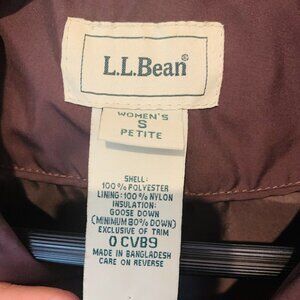 L.L.Bean®
WOMEN'S
S
PETITE
SHELL:
100% POLYESTER
LINING: 100% NYLON
INSULATION:
GOOSE DOWN
(MINIMUM 80% DOWN)
EXCLUSIVE OF TRIM
0 CVB9
MADE IN BANGLADESH
CARE ON REVERSE